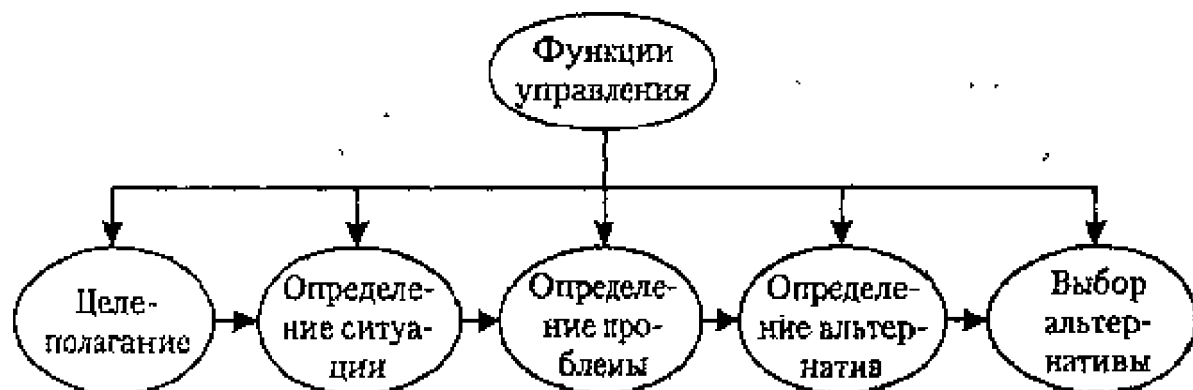 Функции
управления
Целе-
полагание
Определе-
ние ситуа-
ции
Определе-
ние про-
блемы
Определе-
ние альтер-
натив
Выбор
альтер-
нативы